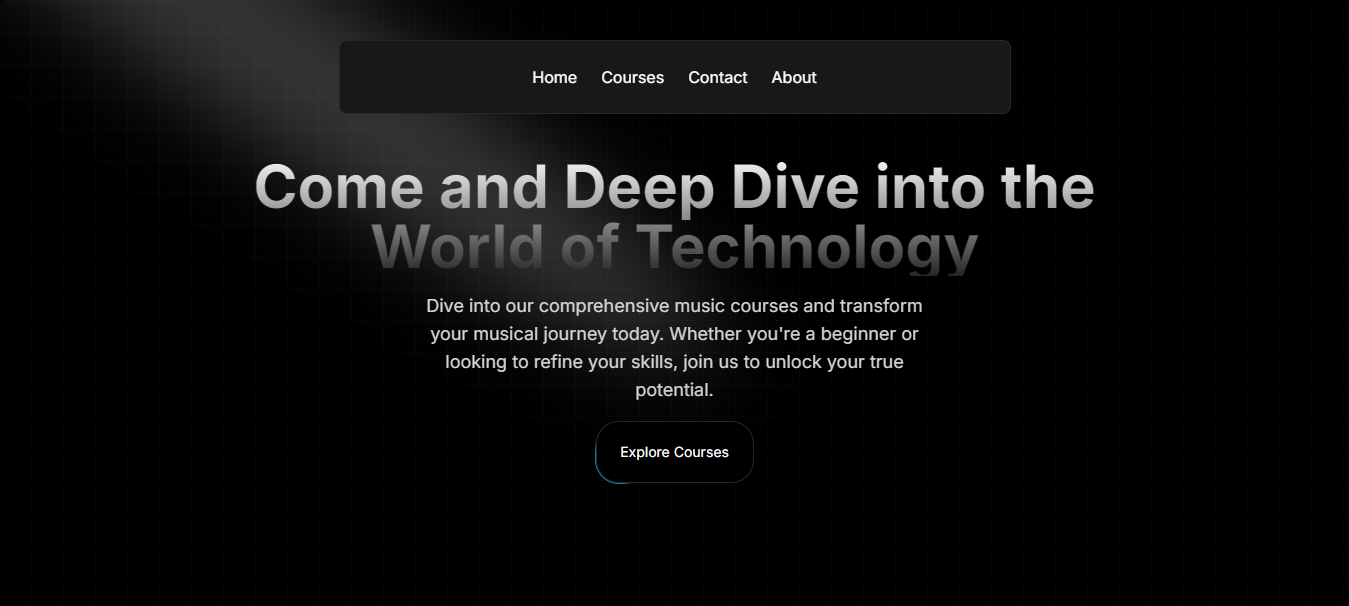 Home Courses Contact About
Come and Deep Dive into the
World of Technology
Dive into our comprehensive music courses and transform
your musical journey today. Whether you're a beginner or
looking to refine your skills, join us to unlock your true
potential.
Explore Courses